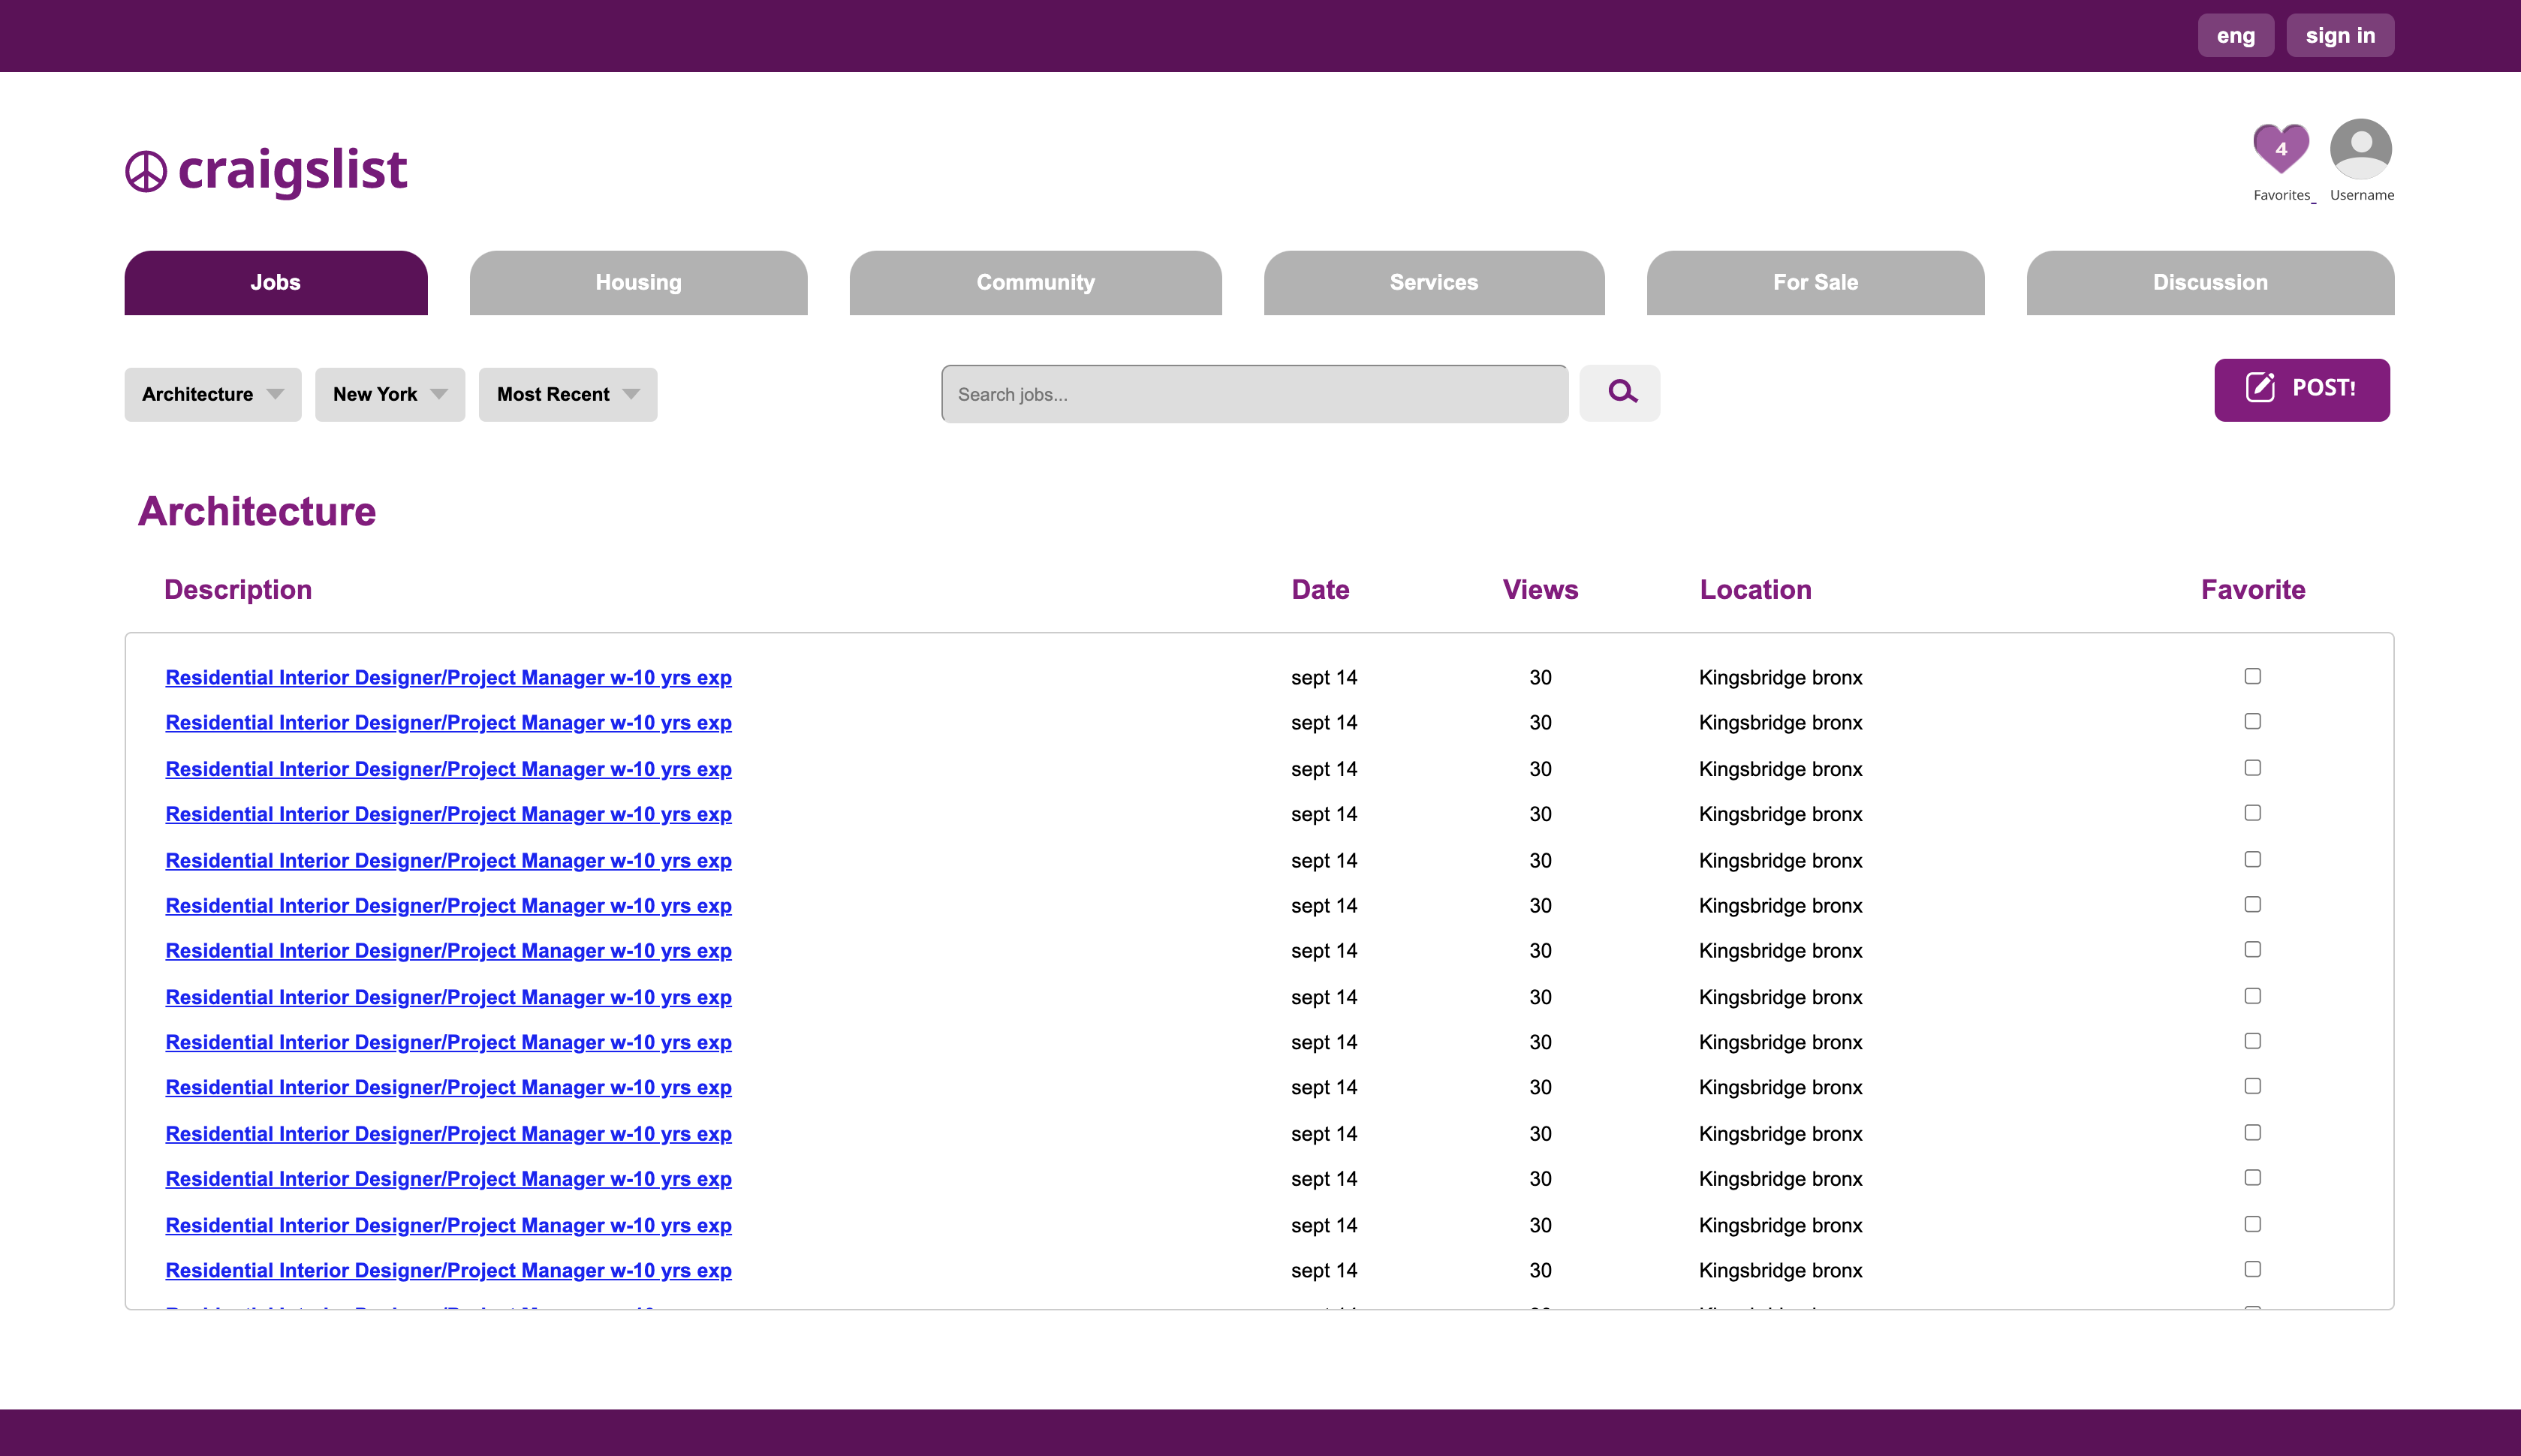 eng sign in
craigslist
4
Favorites Username
Jobs Housing Community Services For Sale Discussion
Architecture New York Most Recent Search jobs... POST!
Architecture
Description Date Views Location Favorite
Residential Interior Designer/Project Manager w-10 yrs exp sept 14 30 Kingsbridge bronx
Residential Interior Designer/Project Manager w-10 yrs exp sept 14 30 Kingsbridge bronx
Residential Interior Designer/Project Manager w-10 yrs exp sept 14 30 Kingsbridge bronx
Residential Interior Designer/Project Manager w-10 yrs exp sept 14 30 Kingsbridge bronx
Residential Interior Designer/Project Manager w-10 yrs exp sept 14 30 Kingsbridge bronx
Residential Interior Designer/Project Manager w-10 yrs exp sept 14 30 Kingsbridge bronx
Residential Interior Designer/Project Manager w-10 yrs exp sept 14 30 Kingsbridge bronx
Residential Interior Designer/Project Manager w-10 yrs exp sept 14 30 Kingsbridge bronx
Residential Interior Designer/Project Manager w-10 yrs exp sept 14 30 Kingsbridge bronx
Residential Interior Designer/Project Manager w-10 yrs exp sept 14 30 Kingsbridge bronx
Residential Interior Designer/Project Manager w-10 yrs exp sept 14 30 Kingsbridge bronx
Residential Interior Designer/Project Manager w-10 yrs exp sept 14 30 Kingsbridge bronx
Residential Interior Designer/Project Manager w-10 yrs exp sept 14 30 Kingsbridge bronx
Residential Interior Designer/Project Manager w-10 yrs exp sept 14 30 Kingsbridge bronx